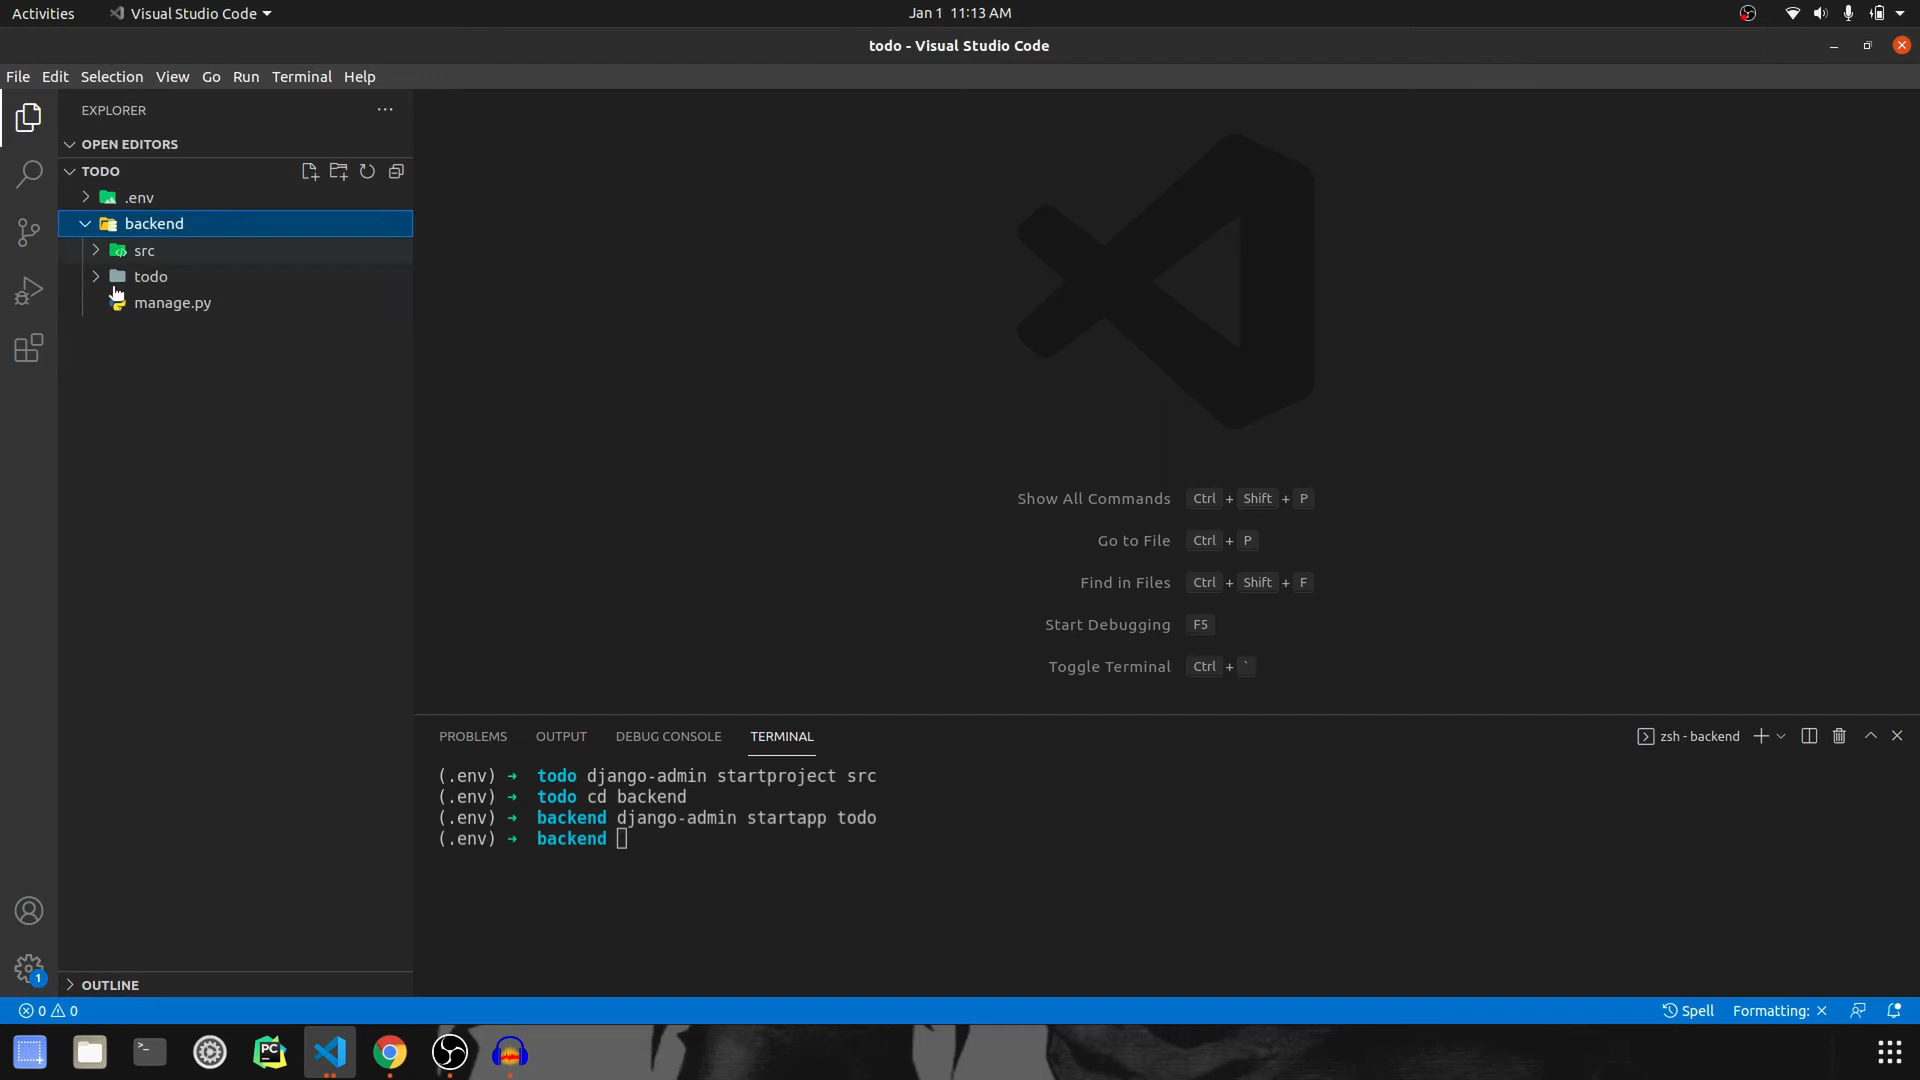 Activities
Visual Studio Code
Jan 1 11:13 AM
todo - Visual Studio Code
File Edit Selection View Go Run Terminal Help
EXPLORER
OPEN EDITORS
TODO
.env
backend
src
todo
manage.py
Show All Commands Ctrl + Shift + P
Go to File Ctrl + P
Find in Files Ctrl + Shift + F
Start Debugging F5
Toggle Terminal Ctrl + `
PROBLEMS OUTPUT DEBUG CONSOLE TERMINAL
zsh - backend
(.env) → todo django-admin startproject src
(.env) → todo cd backend
(.env) → backend django-admin startapp todo
(.env) → backend
1
OUTLINE
0 0
Spell Formatting: ×
>_
PC